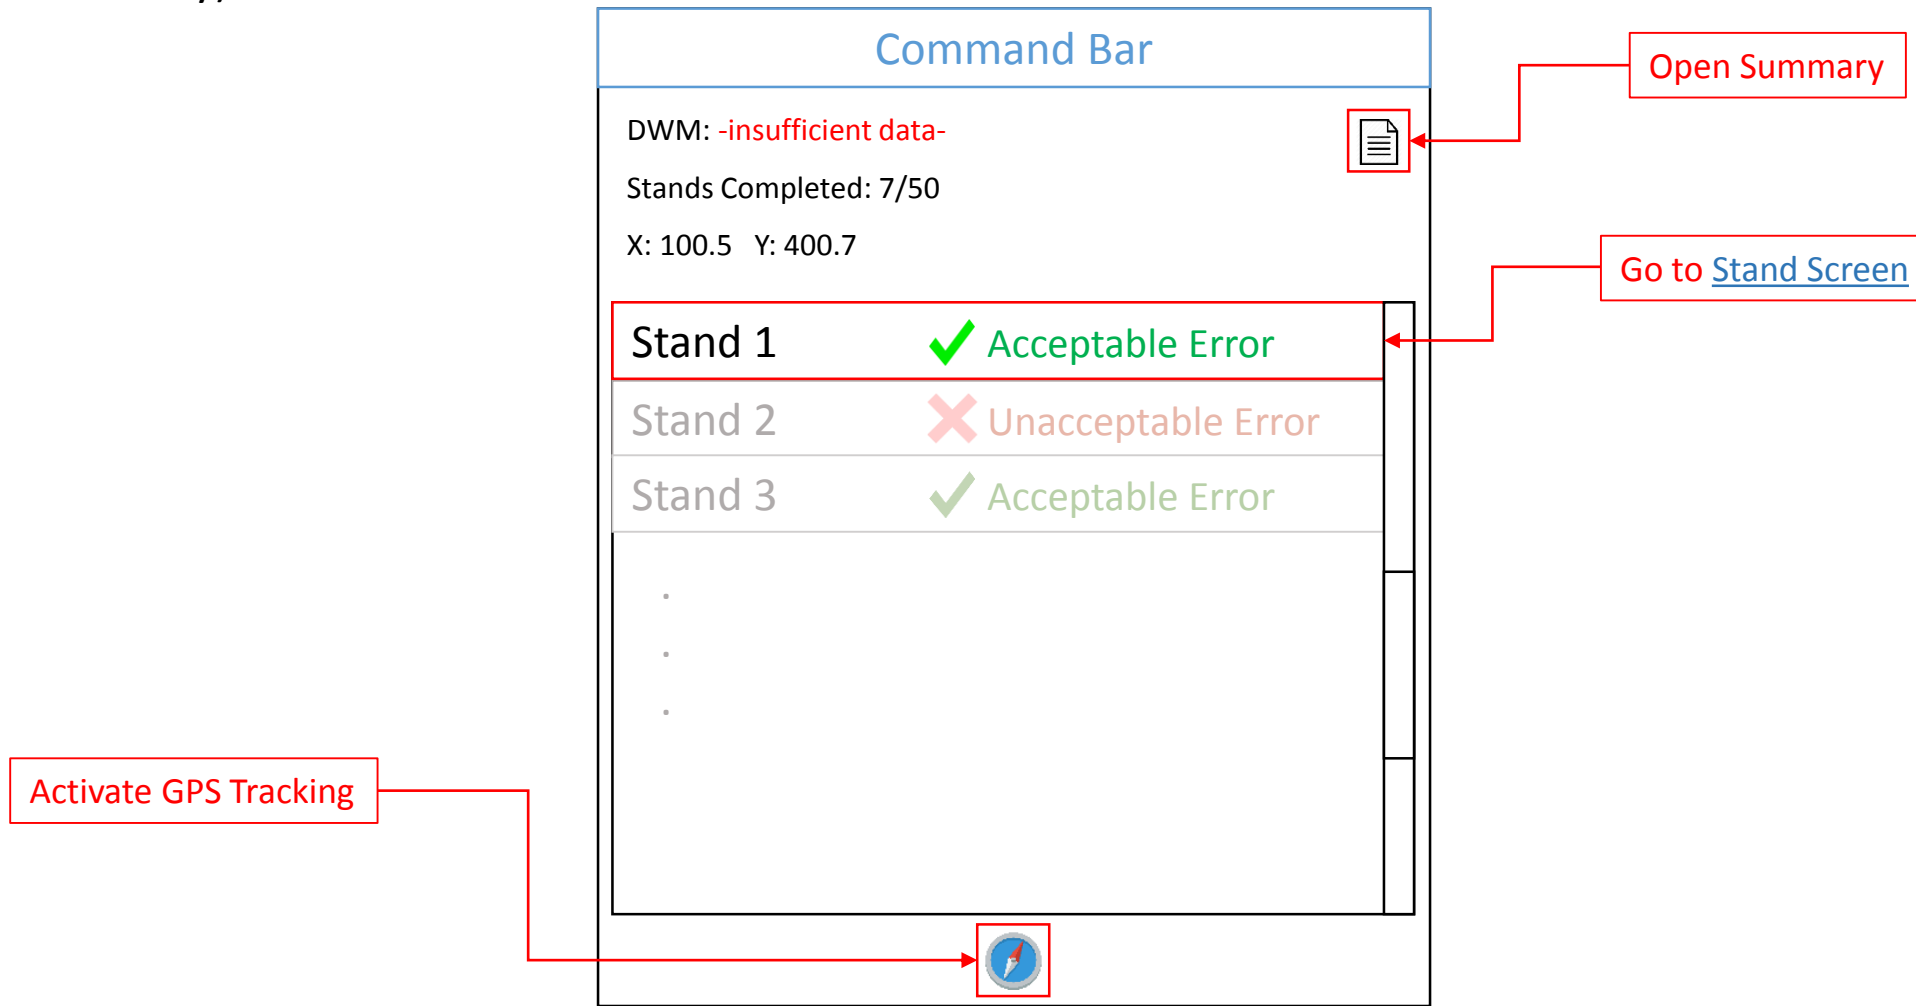 Command Bar
Open Summary
DWM: -insufficient data-
Stands Completed: 7/50
X: 100.5 Y: 400.7
Go to Stand Screen
Stand 1 Acceptable Error
Stand 2 Unacceptable Error
Stand 3 Acceptable Error
.
.
.
Activate GPS Tracking